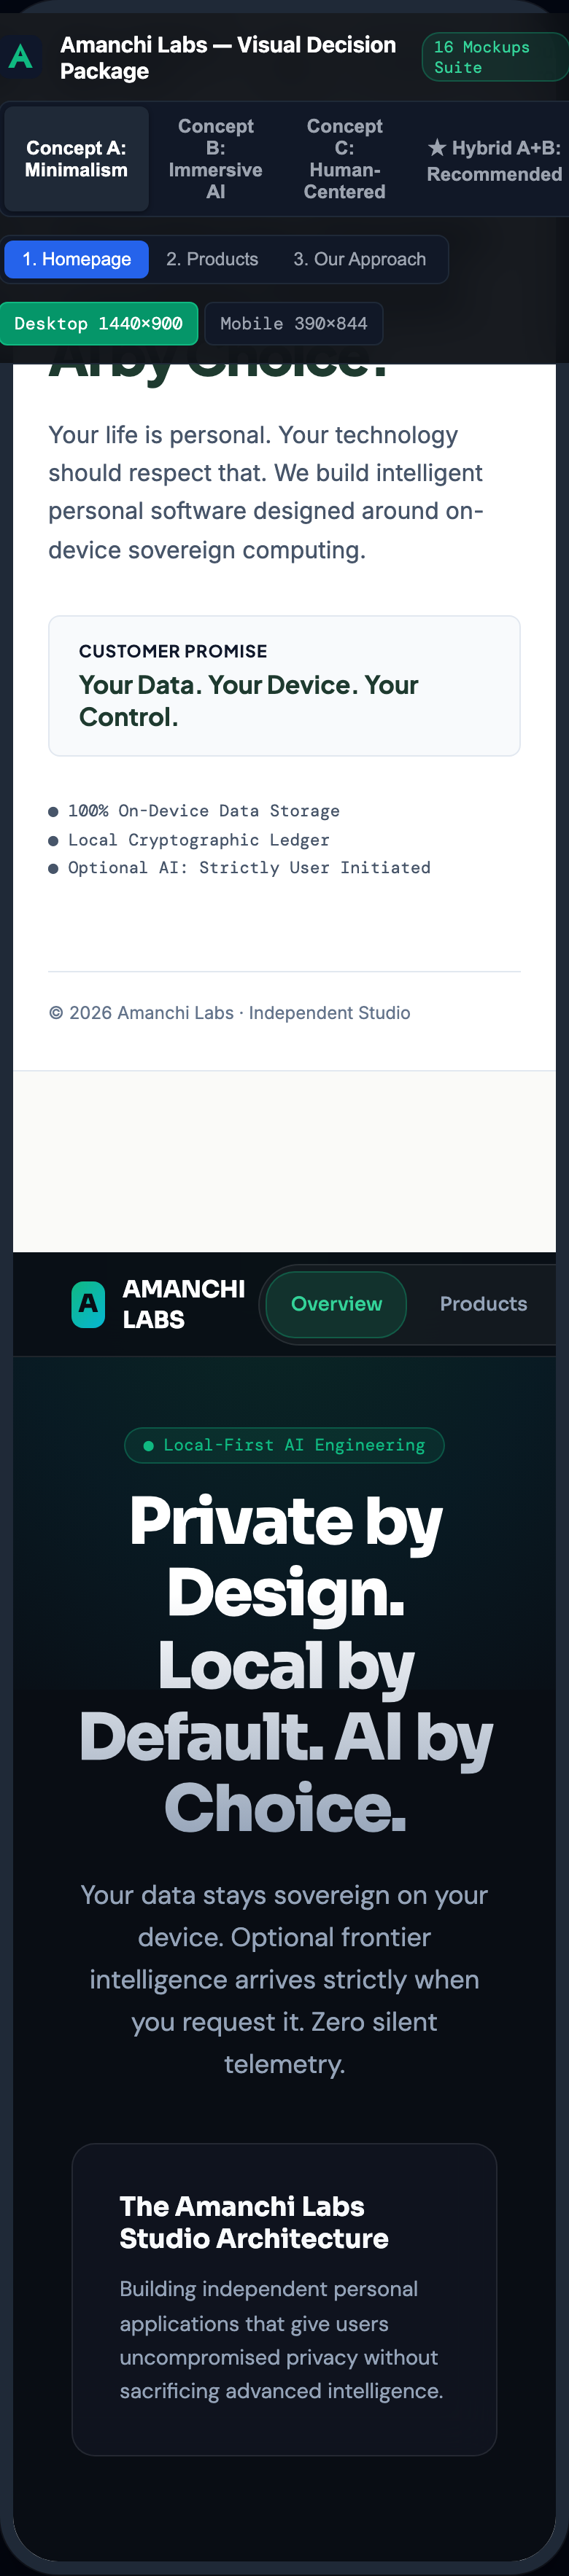 A
Amanchi Labs — Visual Decision
Package
16 Mockups
Suite
Concept A:
Minimalism
Concept
B:
Immersive
AI
Concept
C:
Human-
Centered
★ Hybrid A+B:
Recommended
1. Homepage
2. Products
3. Our Approach
Desktop 1440×900
Mobile 390×844
AI by Choice.
Your life is personal. Your technology
should respect that. We build intelligent
personal software designed around on-
device sovereign computing.
CUSTOMER PROMISE
Your Data. Your Device. Your
Control.
● 100% On-Device Data Storage
● Local Cryptographic Ledger
● Optional AI: Strictly User Initiated
© 2026 Amanchi Labs · Independent Studio
A
AMANCHI
LABS
Overview
Products
● Local-First AI Engineering
Private by
Design.
Local by
Default. AI by
Choice.
Your data stays sovereign on your
device. Optional frontier
intelligence arrives strictly when
you request it. Zero silent
telemetry.
The Amanchi Labs
Studio Architecture
Building independent personal
applications that give users
uncompromised privacy without
sacrificing advanced intelligence.